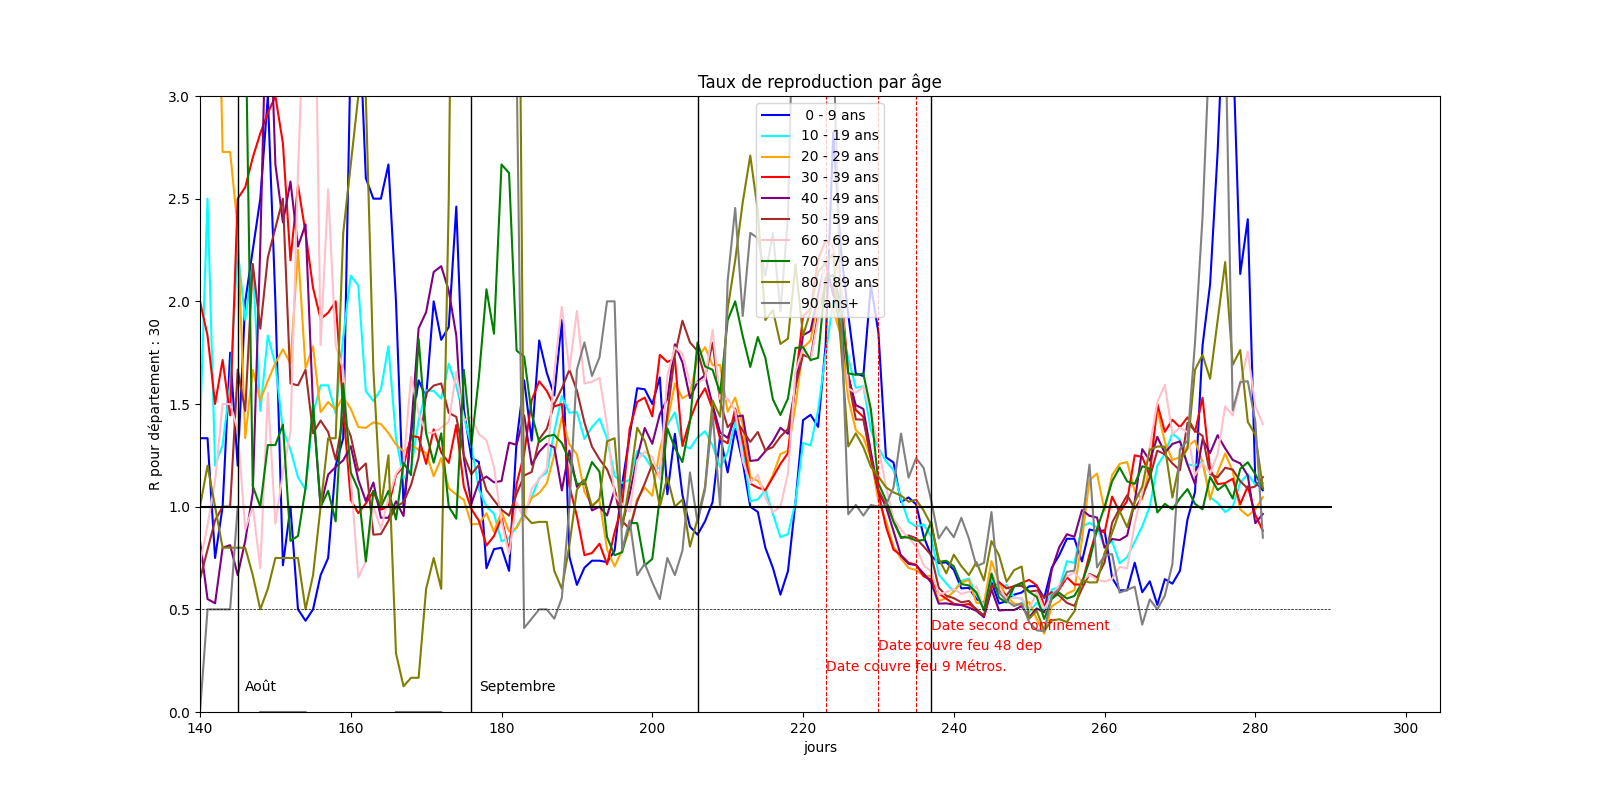 Taux de reproduction par âge
R pour département : 30
3.0
2.5
2.0
1.5
1.0
0.5
0.0
0 - 9 ans
10 - 19 ans
20 - 29 ans
30 - 39 ans
40 - 49 ans
50 - 59 ans
60 - 69 ans
70 - 79 ans
80 - 89 ans
90 ans+
Date second confinement
Date couvre feu 48 dep
Date couvre feu 9 Métros.
Août
Septembre
140 160 180 200 220 240 260 280 300
jours